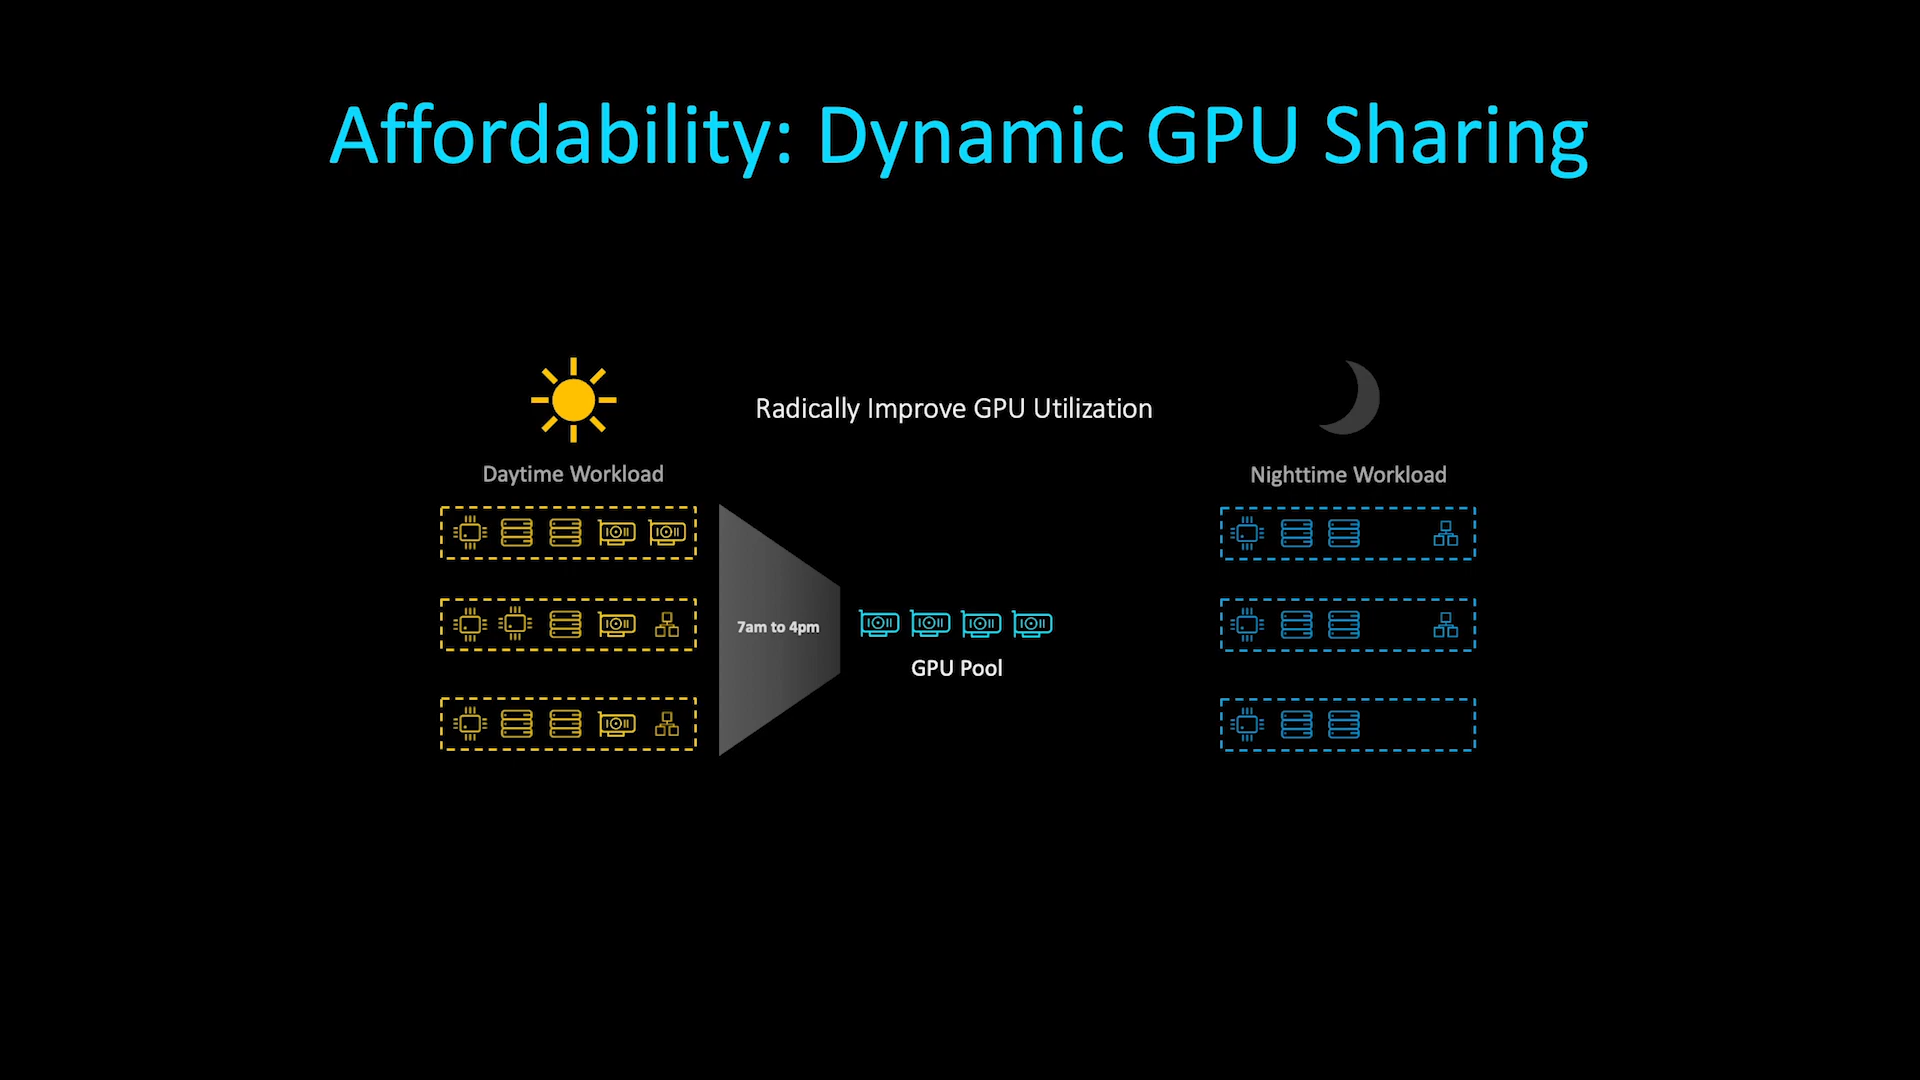 Affordability: Dynamic GPU Sharing
Radically Improve GPU Utilization
Daytime Workload
Nighttime Workload
7am to 4pm
GPU Pool